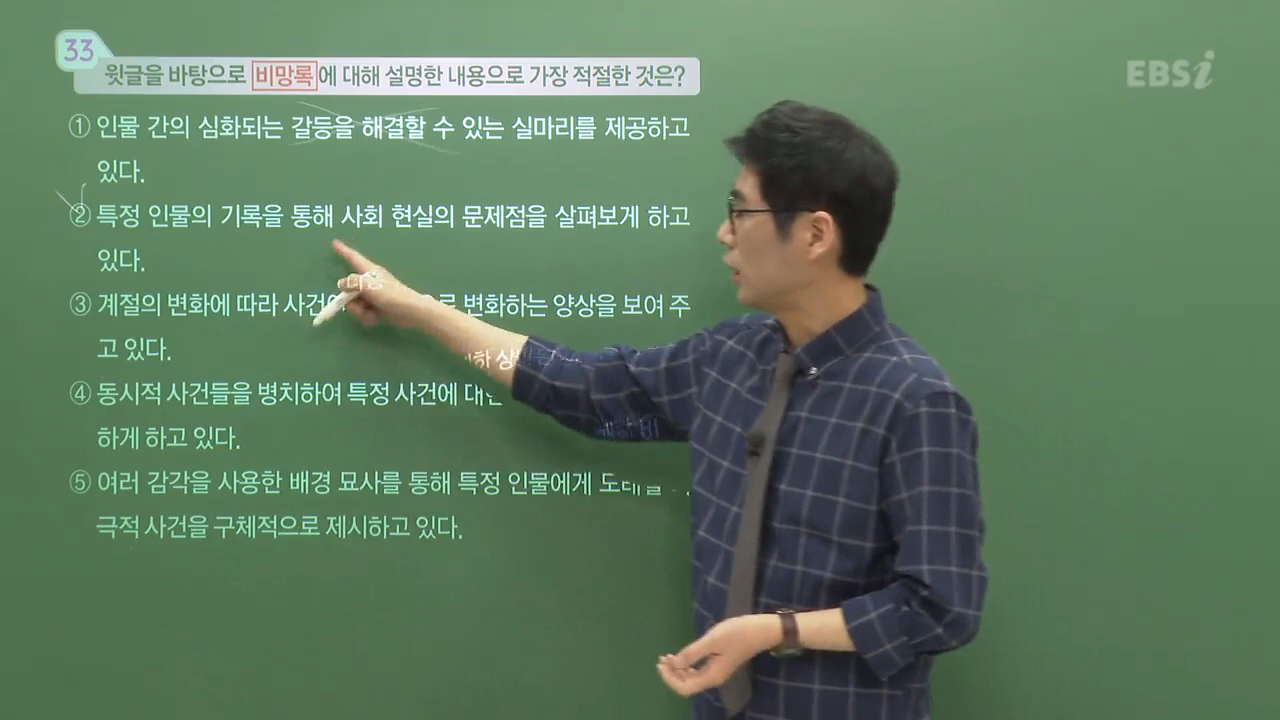 33
윗글을 바탕으로 비망록에 대해 설명한 내용으로 가장 적절한 것은?
EBSi
① 인물 간의 심화되는 갈등을 해결할 수 있는 실마리를 제공하고
있다.
② 특정 인물의 기록을 통해 사회 현실의 문제점을 살펴보게 하고
있다.
③ 계절의 변화에 따라 변화하는 양상을 보여 주
고 있다.
④ 동시적 사건들을 병치하여 특정 사건에
하게 하고 있다.
⑤ 여러 감각을 사용한 배경 묘사를 통해 특정 인물에게
극적 사건을 구체적으로 제시하고 있다.